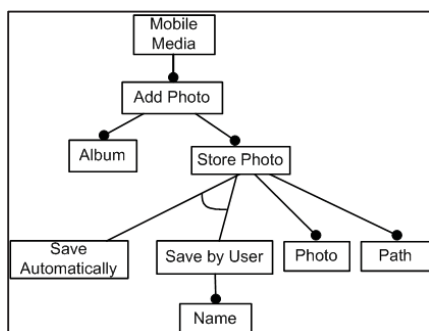 Mobile
Media
Add Photo
Album
Store Photo
Save
Automatically
Save by User
Photo
Path
Name